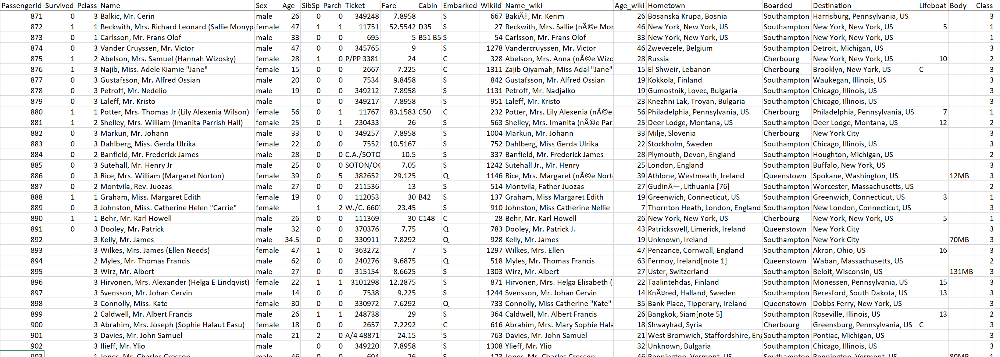 PassengerId Survived Pclass Name Sex Age SibSp Parch Ticket Fare Cabin Embarked WikiId Name_wiki Age_wiki Hometown Boarded Destination Lifeboat Body Class
871 0 3 Balkic, Mr. Cerin male 26 0 0 349248 7.8958 S 667 BakiÄ‡, Mr. Kerim 26 Bosanska Krupa, Bosnia Southampton Harrisburg, Pennsylvania, US 3
872 1 1 Beckwith, Mrs. Richard Leonard (Sallie Monyp female 47 1 1 11751 52.5542 D35 S 27 Beckwith, Mrs. Sallie (nÃ©e Mor 46 New York, New York, US Southampton New York, New York, US 5 1
873 0 1 Carlsson, Mr. Frans Olof male 33 0 0 695 5 B51 B5 S 54 Carlsson, Mr. Frans Olof 33 New York, New York, US Southampton New York, New York, US 1
874 0 3 Vander Cruyssen, Mr. Victor male 47 0 0 345765 9 S 1278 Vandercruyssen, Mr. Victor 46 Zwevezele, Belgium Southampton Detroit, Michigan, US 3
875 1 2 Abelson, Mrs. Samuel (Hannah Wizosky) female 28 1 0 P/PP 3381 24 C 328 Abelson, Mrs. Anna (nÃ©e Wizo 28 Russia Cherbourg New York, New York, US 10 2
876 1 3 Najib, Miss. Adele Kiamie "Jane" female 15 0 0 2667 7.225 C 1311 Zajib Qiyamah, Miss Adal "Jane" 15 El Shweir, Lebanon Cherbourg Brooklyn, New York, US C 3
877 0 3 Gustafsson, Mr. Alfred Ossian male 20 0 0 7534 9.8458 S 842 Gustafsson, Mr. Alfred Ossian 19 Kokkola, Finland Southampton Waukegan, Illinois, US 3
878 0 3 Petroff, Mr. Nedelio male 19 0 0 349212 7.8958 S 1131 Petroff, Mr. Nadjalko 19 Gumostnik, Lovec, Bulgaria Southampton Chicago, Illinois, US 3
879 0 3 Laleff, Mr. Kristo male 0 0 349217 7.8958 S 951 Laleff, Mr. Kristo 23 Knezhni Lak, Troyan, Bulgaria Southampton Chicago, Illinois, US 3
880 1 1 Potter, Mrs. Thomas Jr (Lily Alexenia Wilson) female 56 0 1 11767 83.1583 C50 C 232 Potter, Mrs. Lily Alexenia (nÃ©e 56 Philadelphia, Pennsylvania, US Cherbourg Philadelphia, Pennsylvania, US 7 1
881 1 2 Shelley, Mrs. William (Imanita Parrish Hall) female 25 0 1 230433 26 S 563 Shelley, Mrs. Imanita (nÃ©e Par 25 Deer Lodge, Montana, US Southampton Deer Lodge, Montana, US 12 2
882 0 3 Markun, Mr. Johann male 33 0 0 349257 7.8958 S 1004 Markun, Mr. Johann 33 Milje, Slovenia Cherbourg New York City 3
883 0 3 Dahlberg, Miss. Gerda Ulrika female 22 0 0 7552 10.5167 S 752 Dahlberg, Miss Gerda Ulrika 22 Stockholm, Sweden Southampton Chicago, Illinois, US 3
884 0 2 Banfield, Mr. Frederick James male 28 0 0 C.A./SOTO 10.5 S 337 Banfield, Mr. Frederick James 28 Plymouth, Devon, England Southampton Houghton, Michigan, US 2
885 0 3 Sutehall, Mr. Henry Jr male 25 0 0 SOTON/OQ 7.05 S 1242 Sutehall Jr., Mr. Henry 25 London, England Southampton Buffalo, New York, US 3
886 0 3 Rice, Mrs. William (Margaret Norton) female 39 0 5 382652 29.125 Q 1146 Rice, Mrs. Margaret (nÃ©e Nort 39 Athlone, Westmeath, Ireland Queenstown Spokane, Washington, US 12MB 3
887 0 2 Montvila, Rev. Juozas male 27 0 0 211536 13 S 514 Montvila, Father Juozas 27 GudinÄ—, Lithuania [76] Southampton Worcester, Massachusetts, US 2
888 1 1 Graham, Miss. Margaret Edith female 19 0 0 112053 30 B42 S 137 Graham, Miss Margaret Edith 19 Greenwich, Connecticut, US Southampton Greenwich, Connecticut, US 3 1
889 0 3 Johnston, Miss. Catherine Helen "Carrie" female 1 2 W./C. 6607 23.45 S 910 Johnston, Miss Catherine Nellie 7 Thornton Heath, London, England Southampton New London, Connecticut, US 3
890 1 1 Behr, Mr. Karl Howell male 26 0 0 111369 30 C148 C 28 Behr, Mr. Karl Howell 26 New York, New York, US Cherbourg New York, New York, US 5 1
891 0 3 Dooley, Mr. Patrick male 32 0 0 370376 7.75 Q 783 Dooley, Mr. Patrick J. 43 Patrickswell, Limerick, Ireland Queenstown New York City 3
892 3 Kelly, Mr. James male 34.5 0 0 330911 7.8292 Q 928 Kelly, Mr. James 19 Unknown, Ireland Southampton New York City 70MB 3
893 3 Wilkes, Mrs. James (Ellen Needs) female 47 1 0 363272 7 S 1297 Wilkes, Mrs. Ellen 47 Penzance, Cornwall, England Southampton Akron, Ohio, US 16 3
894 2 Myles, Mr. Thomas Francis male 62 0 0 240276 9.6875 Q 518 Myles, Mr. Thomas Francis 63 Fermoy, Ireland[note 1] Queenstown Waban, Massachusetts, US 2
895 3 Wirz, Mr. Albert male 27 0 0 315154 8.6625 S 1303 Wirz, Mr. Albert 27 Uster, Switzerland Southampton Beloit, Wisconsin, US 131MB 3
896 3 Hirvonen, Mrs. Alexander (Helga E Lindqvist) female 22 1 1 3101298 12.2875 S 871 Hirvonen, Mrs. Helga Elisabeth ( 22 Taalintehdas, Finland Southampton Monessen, Pennsylvania, US 15 3
897 3 Svensson, Mr. Johan Cervin male 14 0 0 7538 9.225 S 1244 Svensson, Mr. Johan Cervin 14 KnÃ¤red, Halland, Sweden Southampton Beresford, South Dakota, US 13 3
898 3 Connolly, Miss. Kate female 30 0 0 330972 7.6292 Q 733 Connolly, Miss Catherine "Kate" 35 Bank Place, Tipperary, Ireland Queenstown Dobbs Ferry, New York, US 3
899 2 Caldwell, Mr. Albert Francis male 26 1 1 248738 29 S 364 Caldwell, Mr. Albert Francis 26 Bangkok, Siam[note 5] Southampton Roseville, Illinois, US 13 2
900 3 Abrahim, Mrs. Joseph (Sophie Halaut Easu) female 18 0 0 2657 7.2292 C 616 Abrahim, Mrs. Mary Sophie Hala 18 Shwayhad, Syria Cherbourg Greensburg, Pennsylvania, US C 3
901 3 Davies, Mr. John Samuel male 21 2 0 A/4 48871 24.15 S 763 Davies, Mr. John Samuel 21 West Bromwich, Staffordshire, Eng Southampton Pontiac, Michigan, US 3
902 3 Ilieff, Mr. Ylio male 0 0 349220 7.8958 S 1308 Ylieff, Mr. Ylio 32 Unknown, Bulgaria Southampton Chicago, Illinois, US 3
903 1 Jones, Mr. Charles Cresson male 46 0 0 694 26 S 173 Jones, Mr. Charles Cresson 46 Bennington, Vermont, US Southampton Bennington, Vermont, US 80MB 1